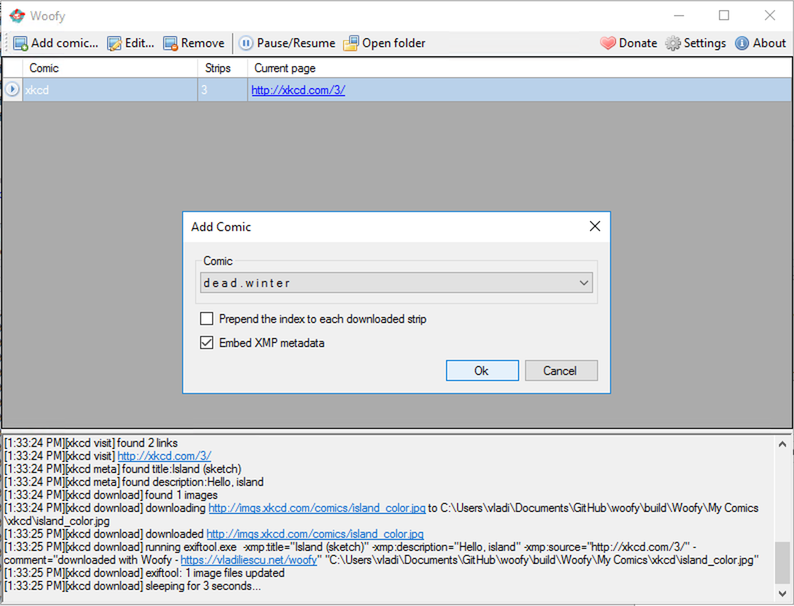 Woofy
Add comic... Edit... Remove Pause/Resume Open folder Donate Settings About
Comic Strips Current page
xkcd 3 http://xkcd.com/3/
Add Comic
Comic
d e a d . w i n t e r
Prepend the index to each downloaded strip
Embed XMP metadata
Ok Cancel
[1:33:24 PM][xkcd visit] found 2 links
[1:33:24 PM][xkcd visit] http://xkcd.com/3/
[1:33:24 PM][xkcd meta] found title:Island (sketch)
[1:33:24 PM][xkcd meta] found description:Hello, island
[1:33:24 PM][xkcd download] found 1 images
[1:33:24 PM][xkcd download] downloading http://imgs.xkcd.com/comics/island_color.jpg to C:\Users\vladi\Documents\GitHub\woofy\build\Woofy\My Comics
\xkcd\island_color.jpg
[1:33:25 PM][xkcd download] downloaded http://imgs.xkcd.com/comics/island_color.jpg
[1:33:25 PM][xkcd download] running exiftool.exe -xmp:title="Island (sketch)" -xmp:description="Hello, island" -xmp:source="http://xkcd.com/3/" -
comment="downloaded with Woofy - https://vladiliescu.net/woofy" "C:\Users\vladi\Documents\GitHub\woofy\build\Woofy\My Comics\xkcd\island_color.jpg"
[1:33:25 PM][xkcd download] exiftool: 1 image files updated
[1:33:25 PM][xkcd download] sleeping for 3 seconds...